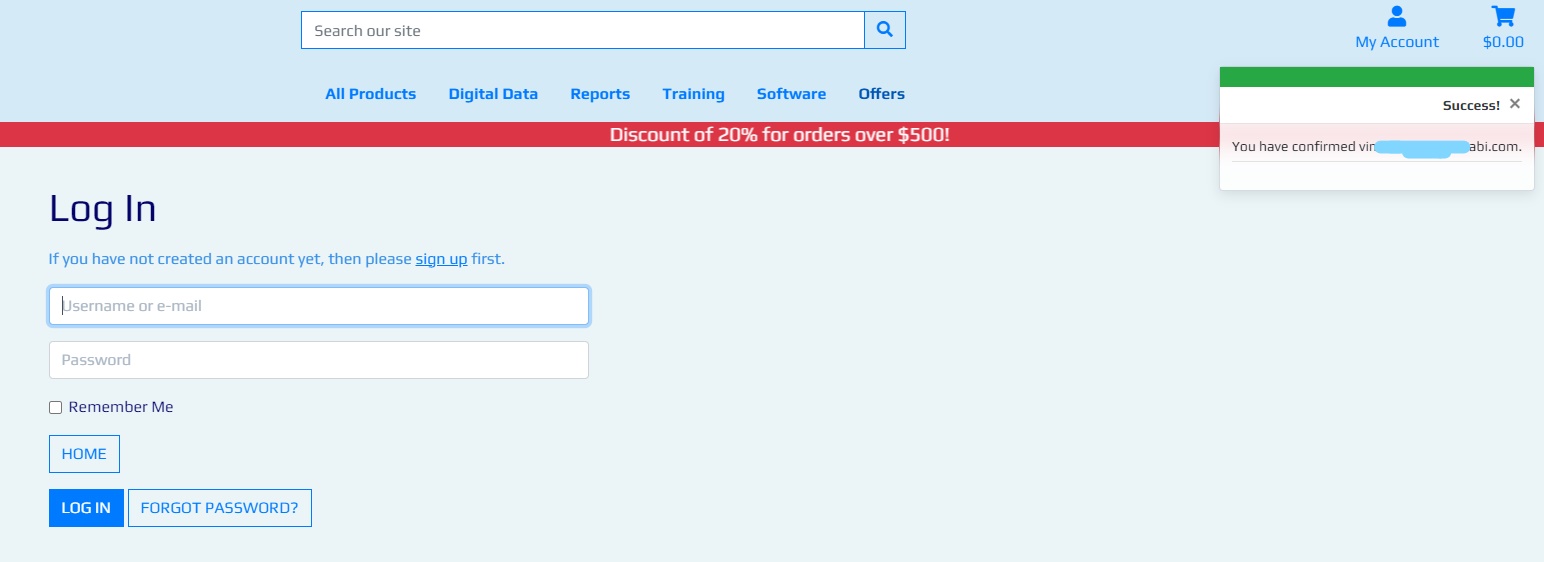 Search our site
My Account
$0.00
All Products Digital Data Reports Training Software Offers
Discount of 20% for orders over $500!
Success! ×
You have confirmed vin abi.com.
Log In
If you have not created an account yet, then please sign up first.
Username or e-mail
Password
Remember Me
HOME
LOG IN FORGOT PASSWORD?